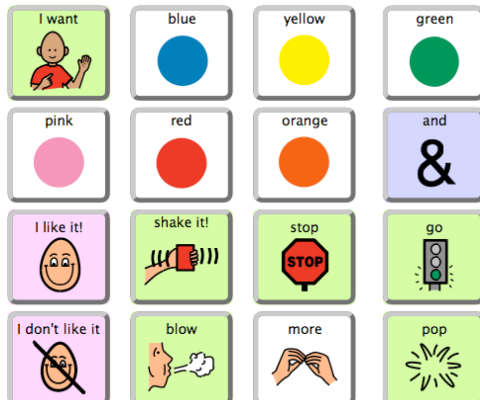 I want
blue
yellow
green
pink
red
orange
and
&
I like it!
shake it!
stop
STOP
go
I don't like it
blow
more
pop